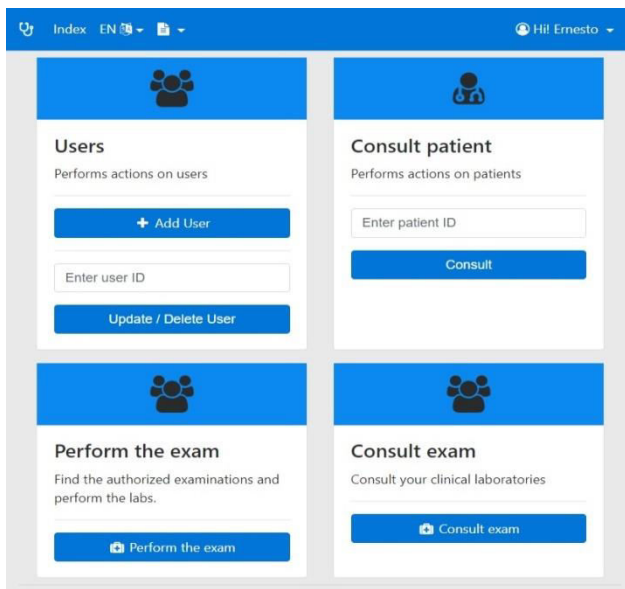 Index EN Hi! Ernesto
Users
Performs actions on users
Add User
Enter user ID
Update / Delete User
Consult patient
Performs actions on patients
Enter patient ID
Consult
Perform the exam
Find the authorized examinations and
perform the labs.
Perform the exam
Consult exam
Consult your clinical laboratories
Consult exam